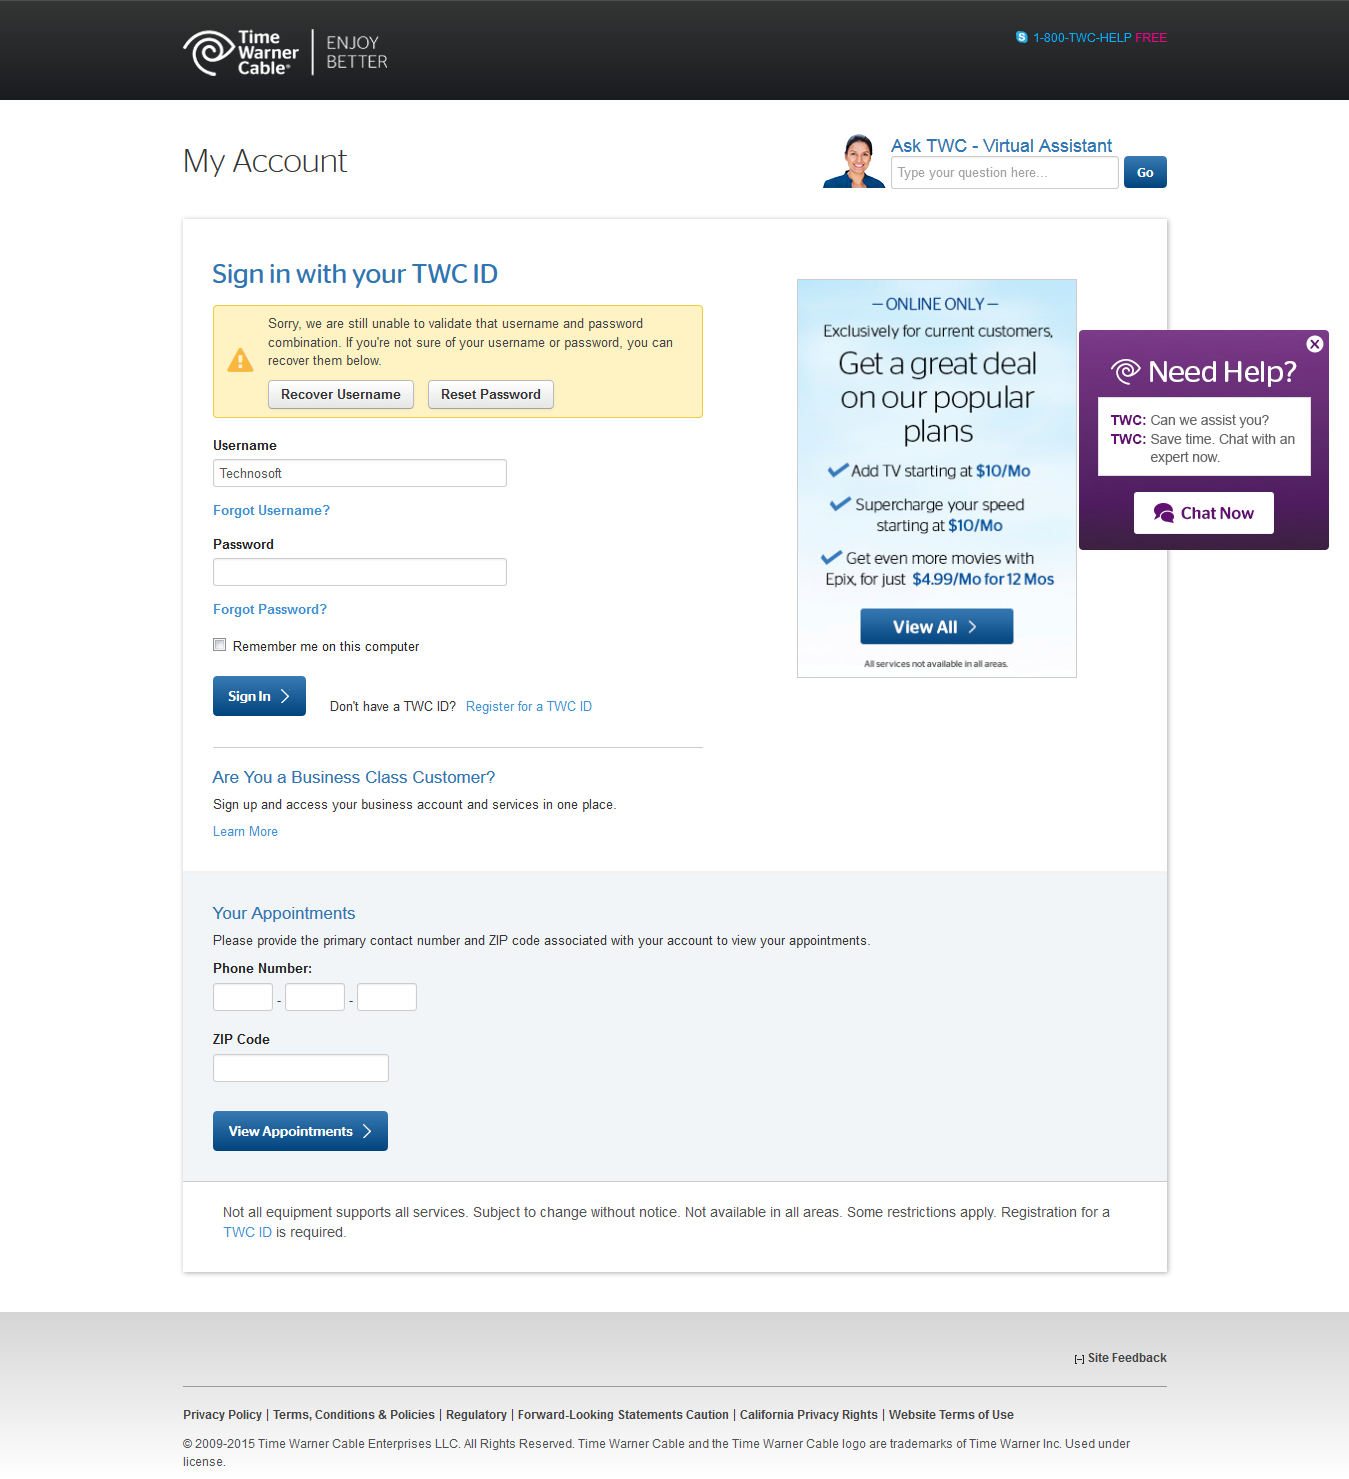 Time
Warner
Cable®
ENJOY
BETTER
1-800-TWC-HELP FREE
My Account
Ask TWC - Virtual Assistant
Type your question here...
Go
Sign in with your TWC ID
Sorry, we are still unable to validate that username and password
combination. If you're not sure of your username or password, you can
recover them below.
Recover Username
Reset Password
Username
Technosoft
Forgot Username?
Password
Forgot Password?
Remember me on this computer
Sign In
Don't have a TWC ID? Register for a TWC ID
– ONLINE ONLY –
Exclusively for current customers,
Get a great deal
on our popular
plans
Add TV starting at $10/Mo
Supercharge your speed
starting at $10/Mo
Get even more movies with
Epix, for just $4.99/Mo for 12 Mos
View All
All services not available in all areas.
Need Help?
TWC: Can we assist you?
TWC: Save time. Chat with an
expert now.
Chat Now
Are You a Business Class Customer?
Sign up and access your business account and services in one place.
Learn More
Your Appointments
Please provide the primary contact number and ZIP code associated with your account to view your appointments.
Phone Number:
- -
ZIP Code
View Appointments
Not all equipment supports all services. Subject to change without notice. Not available in all areas. Some restrictions apply. Registration for a
TWC ID is required.
[–] Site Feedback
Privacy Policy | Terms, Conditions & Policies | Regulatory | Forward-Looking Statements Caution | California Privacy Rights | Website Terms of Use
© 2009-2015 Time Warner Cable Enterprises LLC. All Rights Reserved. Time Warner Cable and the Time Warner Cable logo are trademarks of Time Warner Inc. Used under
license.